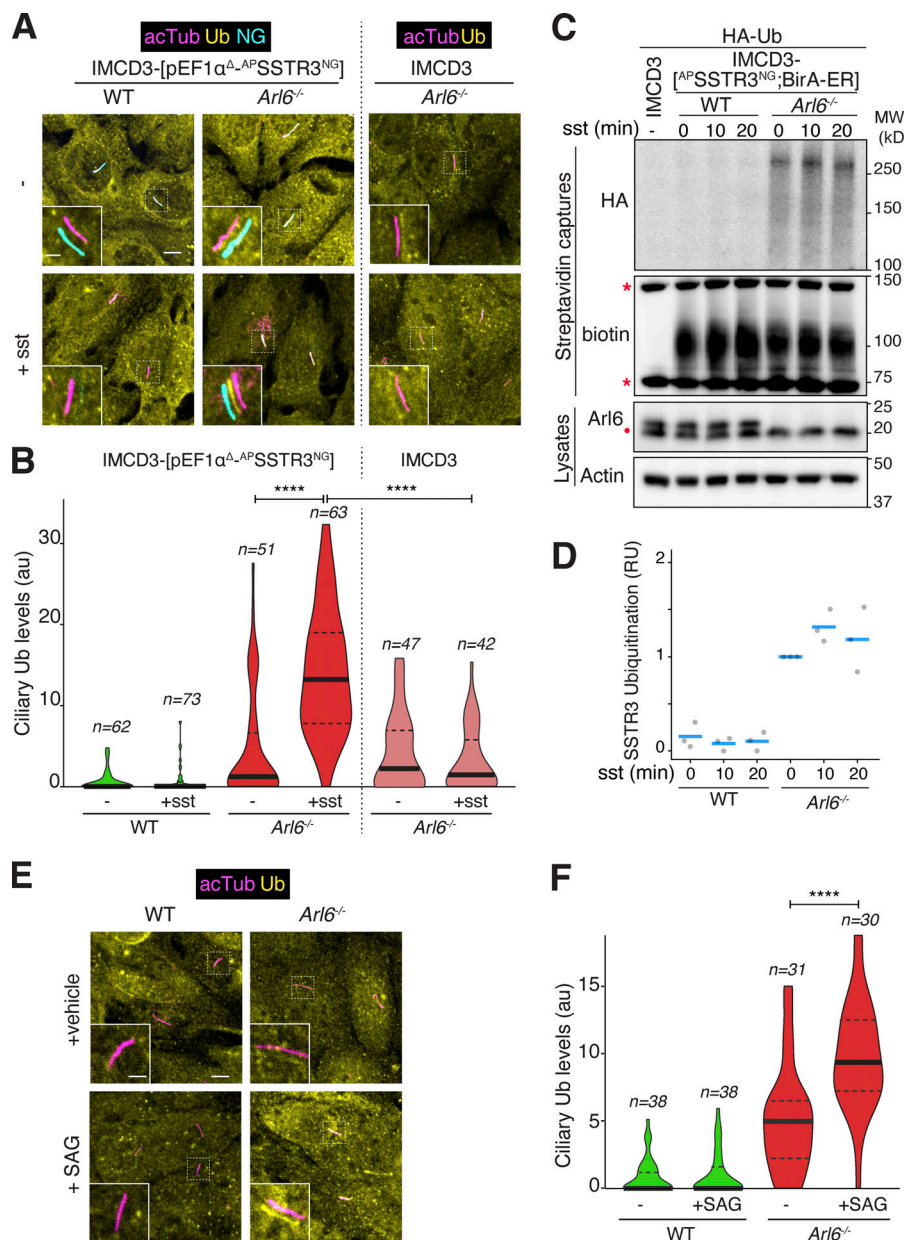 A
acTub Ub NG
IMCD3-[pEF1αΔ-APSSTR3NG]
WT
Arl6-/-
acTubUb
IMCD3
Arl6-/-
-
+ sst
B
IMCD3-[pEF1αΔ-APSSTR3NG]
IMCD3
Ciliary Ub levels (au)
30
20
10
0
****
****
n=62
n=73
n=51
n=63
n=47
n=42
-
+sst
-
+sst
-
+sst
WT
Arl6-/-
Arl6-/-
C
HA-Ub
IMCD3
IMCD3-
[APSSTR3NG;BirA-ER]
WT
Arl6-/-
MW
(kD
sst (min)
-
0
10
20
0
10
20
Streptavidin captures
HA
250
150
100
biotin
*
*
150
100
75
Lysates
Arl6
•
25
20
Actin
50
37
D
SSTR3 Ubiquitination (RU)
2
1
0
sst (min)
0
10
20
0
10
20
WT
Arl6-/-
E
acTub Ub
WT
Arl6-/-
+vehicle
+ SAG
F
Ciliary Ub levels (au)
15
10
5
0
****
n=38
n=38
n=31
n=30
-
+SAG
-
+SAG
WT
Arl6-/-